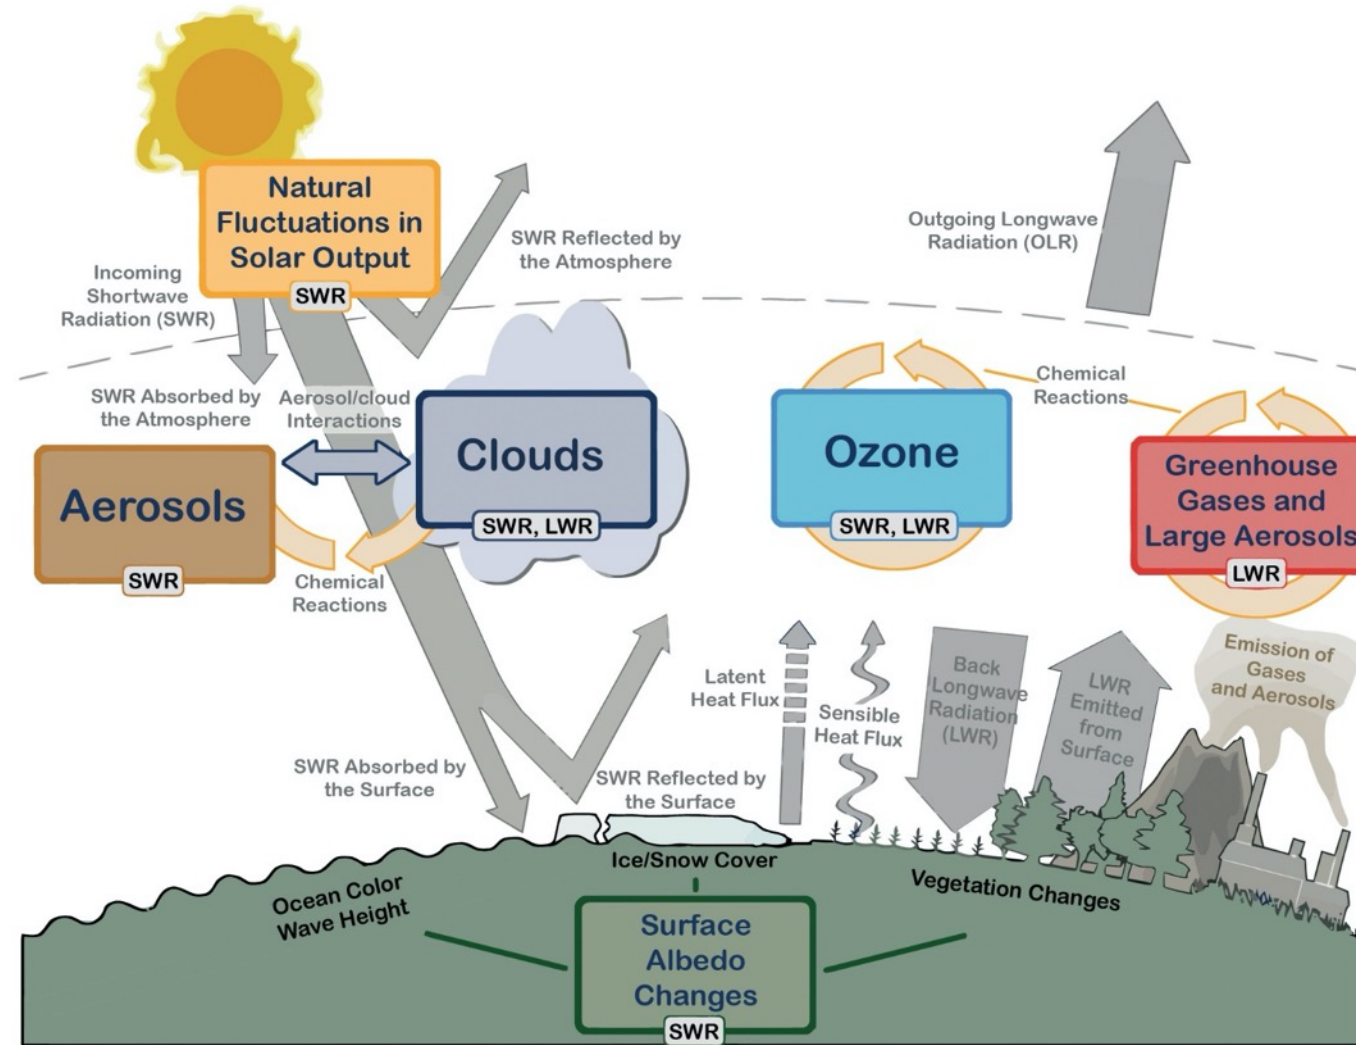 Natural
Fluctuations in
Solar Output
SWR
Incoming
Shortwave
Radiation (SWR)
SWR Reflected by
the Atmosphere
Outgoing Longwave
Radiation (OLR)
SWR Absorbed by
the Atmosphere
Aerosol/cloud
Interactions
Chemical
Reactions
Aerosols
SWR
Clouds
SWR, LWR
Ozone
SWR, LWR
Greenhouse
Gases and
Large Aerosols
LWR
Chemical
Reactions
Emission of
Gases
and Aerosols
Latent
Heat Flux
Sensible
Heat Flux
Back
Longwave
Radiation
(LWR)
LWR
Emitted
from
Surface
SWR Absorbed by
the Surface
SWR Reflected by
the Surface
Ice/Snow Cover
Ocean Color
Wave Height
Vegetation Changes
Surface
Albedo
Changes
SWR